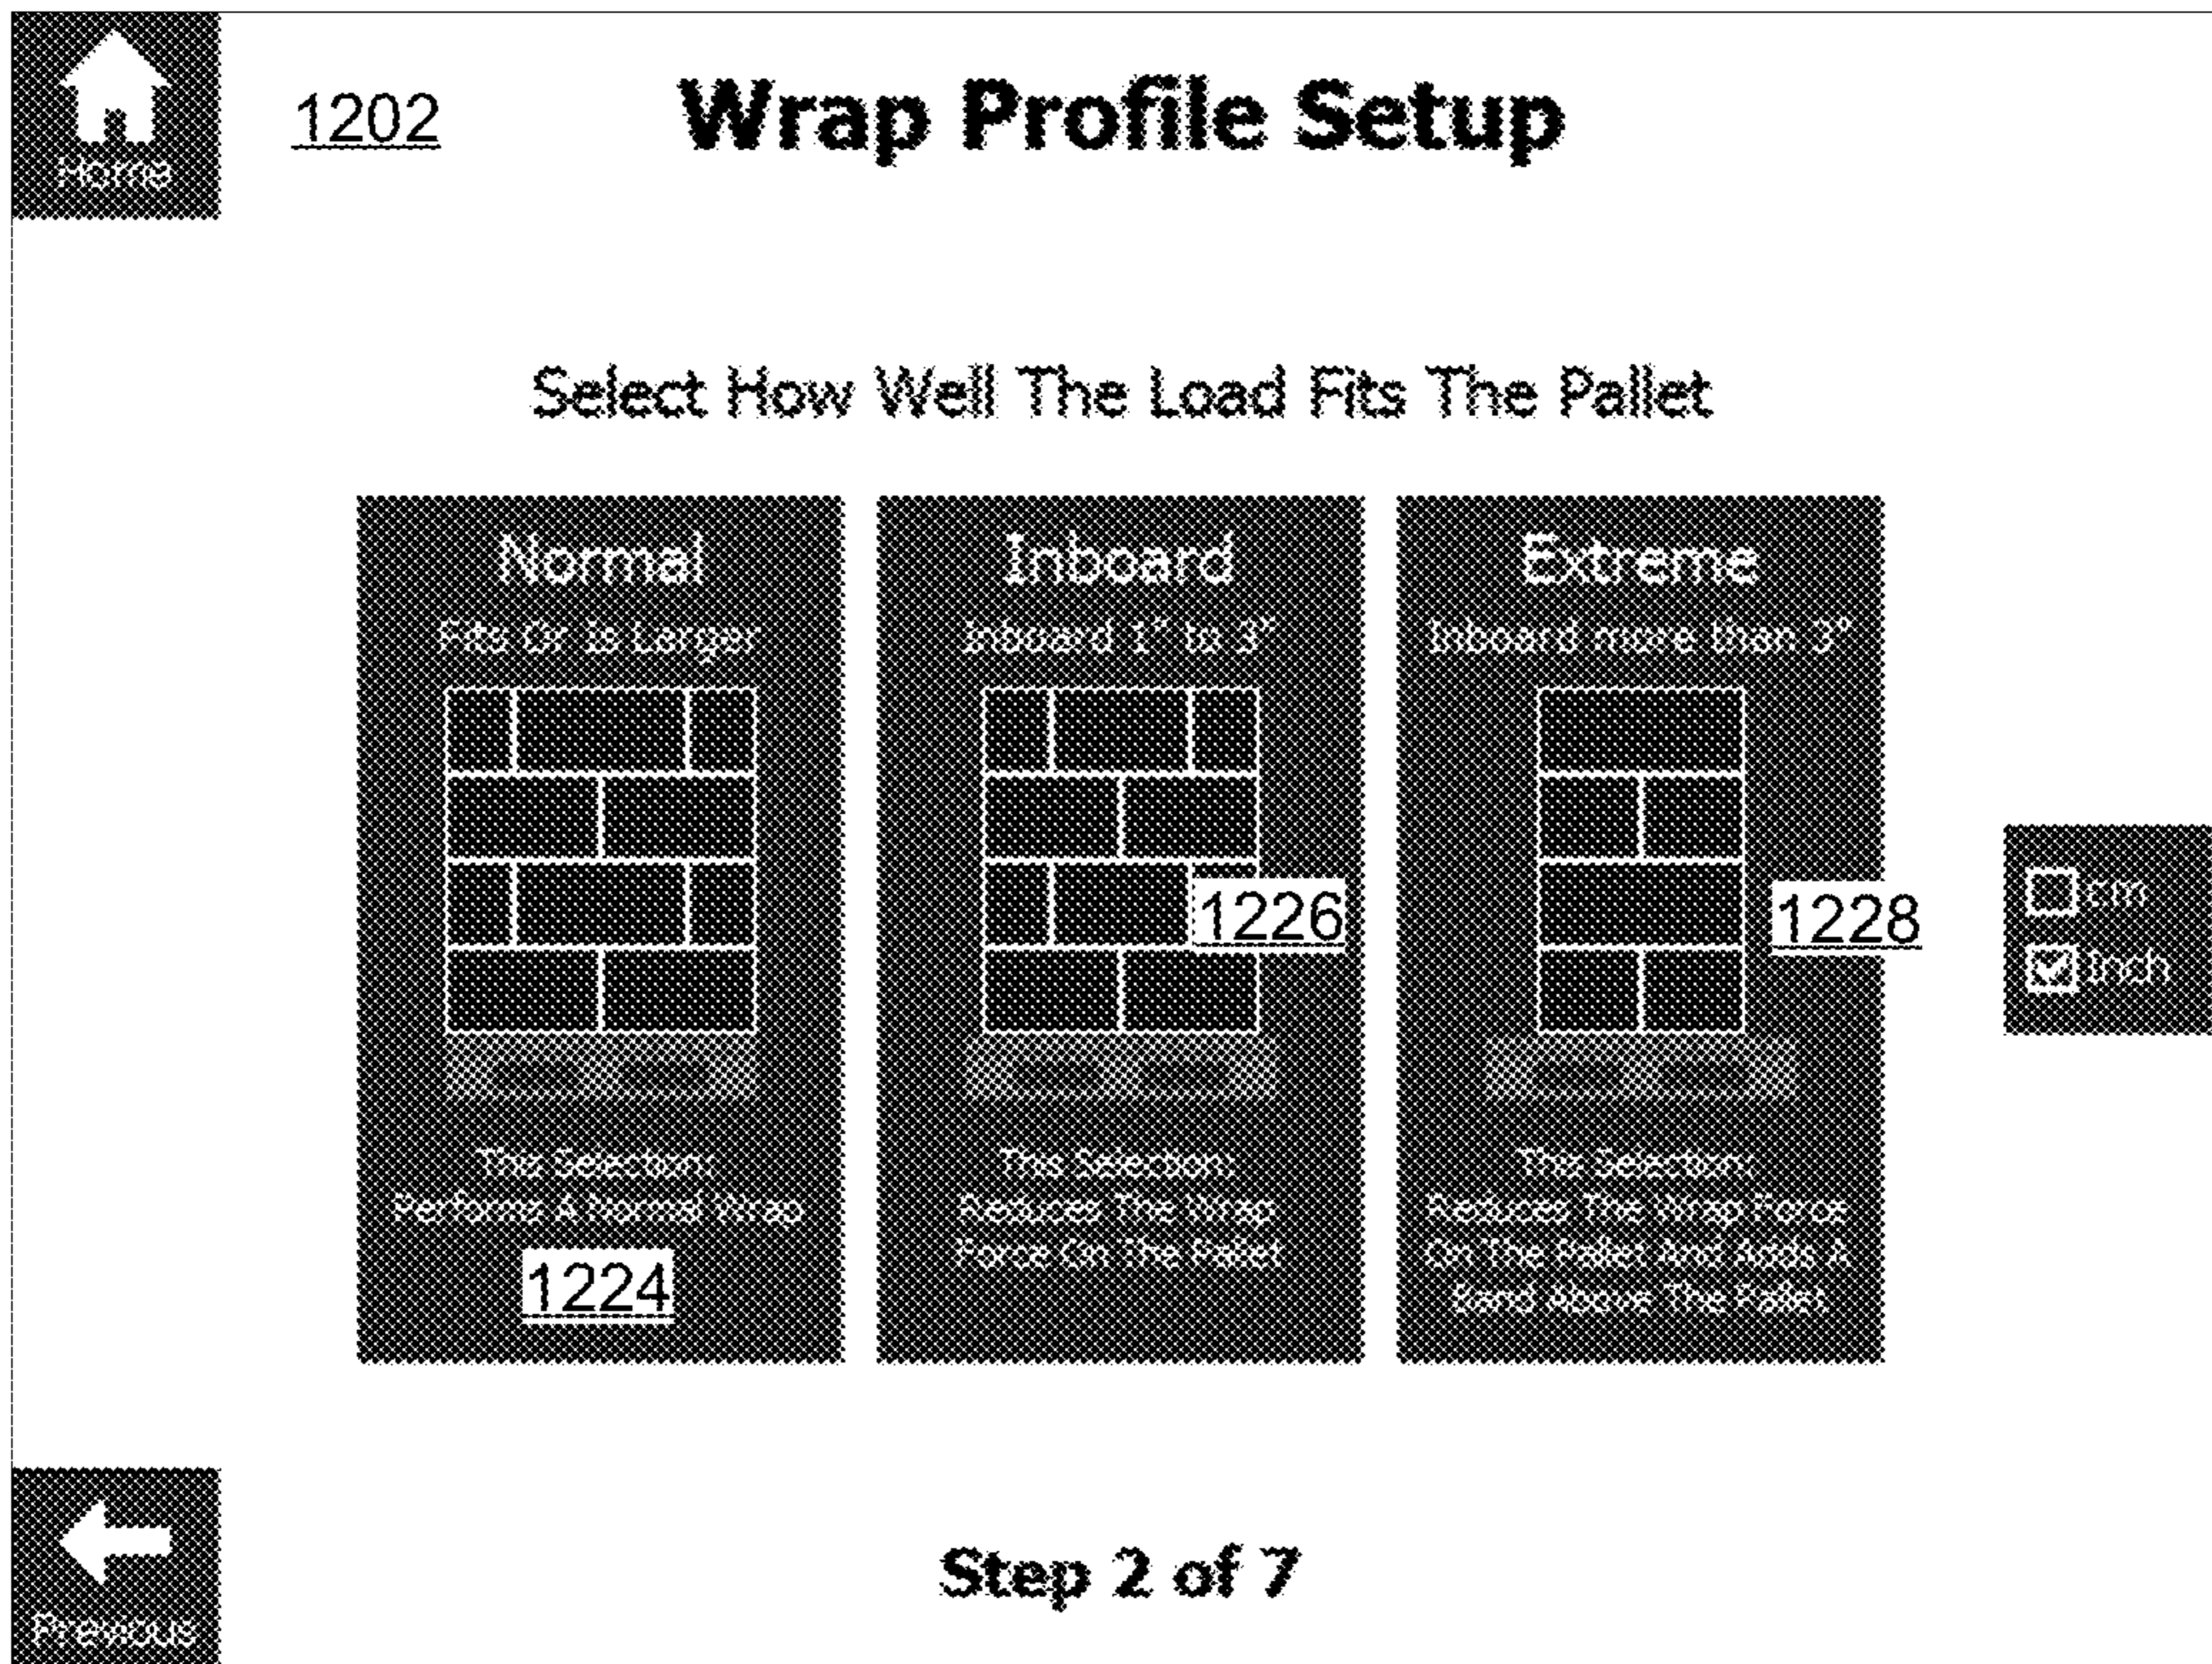 Home
1202
Wrap Profile Setup
Select How Well The Load Fits The Pallet
Normal
Fits Or Is Larger
This Selection:
Performs A Normal Wrap
1224
Inboard
Inboard 1" to 3"
1226
This Selection:
Reduces The Wrap
Force On The Pallet
Extreme
Inboard more than 3"
1228
This Selection:
Reduces The Wrap Force
On The Pallet And Adds A
Band Above The Pallet
cm
Inch
Previous
Step 2 of 7